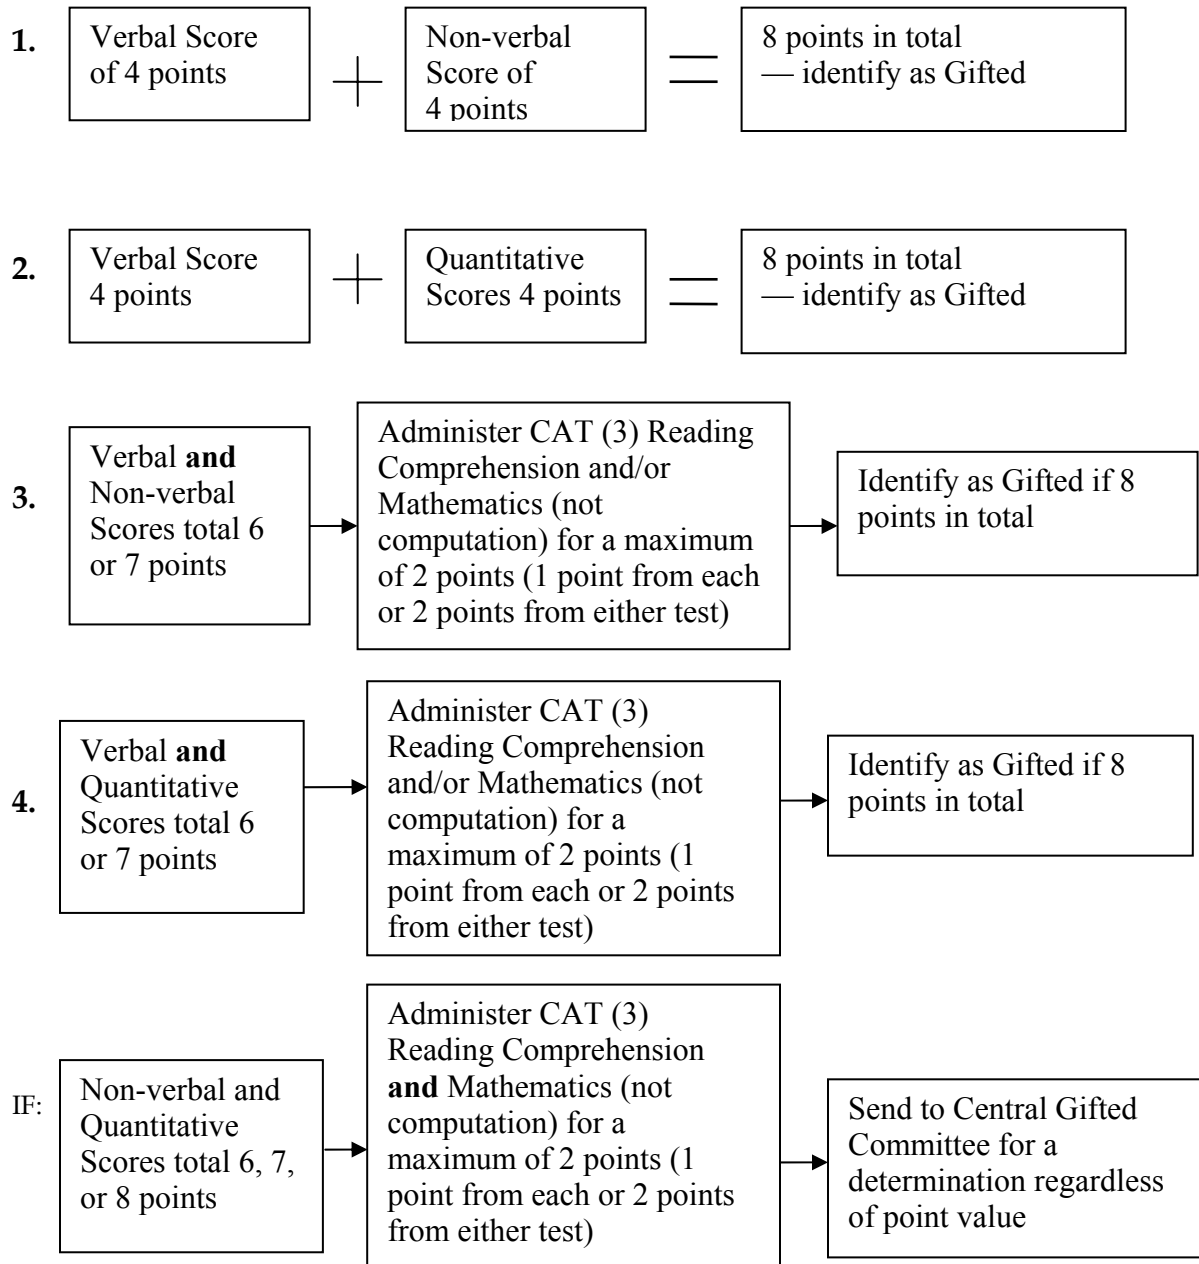 1.
Verbal Score
of 4 points
+
Non-verbal
Score of
4 points
=
8 points in total
— identify as Gifted
2.
Verbal Score
4 points
+
Quantitative
Scores 4 points
=
8 points in total
— identify as Gifted
3.
Verbal and
Non-verbal
Scores total 6
or 7 points
Administer CAT (3) Reading
Comprehension and/or
Mathematics (not
computation) for a maximum
of 2 points (1 point from each
or 2 points from either test)
Identify as Gifted if 8
points in total
4.
Verbal and
Quantitative
Scores total 6
or 7 points
Administer CAT (3)
Reading Comprehension
and/or Mathematics (not
computation) for a
maximum of 2 points (1
point from each or 2 points
from either test)
Identify as Gifted if 8
points in total
IF:
Non-verbal and
Quantitative
Scores total 6, 7,
or 8 points
Administer CAT (3)
Reading Comprehension
and Mathematics (not
computation) for a
maximum of 2 points (1
point from each or 2 points
from either test)
Send to Central Gifted
Committee for a
determination regardless
of point value